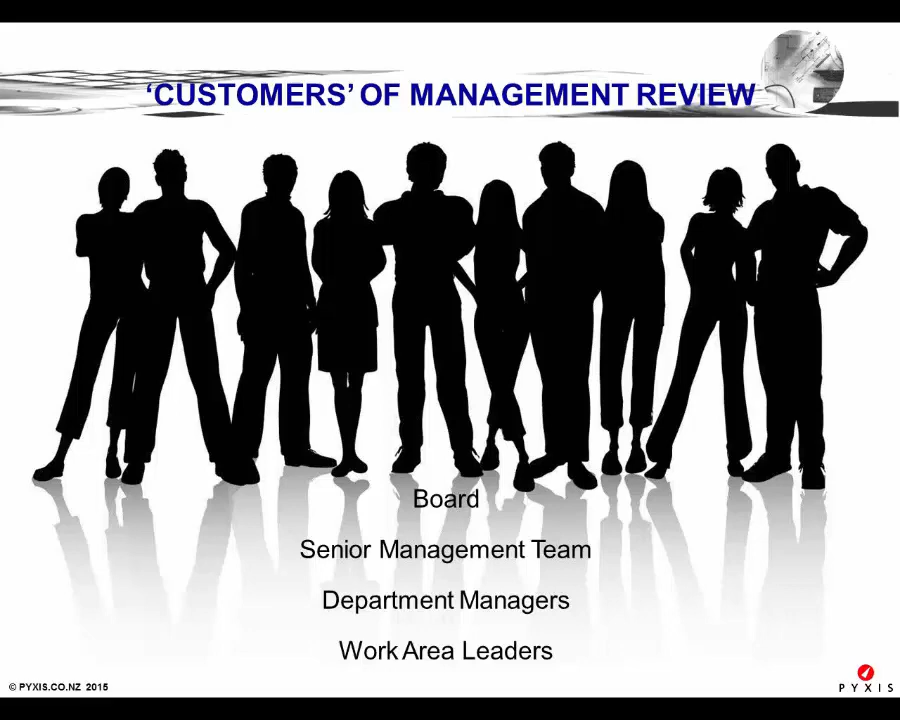 ‘CUSTOMERS’ OF MANAGEMENT REVIEW
Board
Senior Management Team
Department Managers
Work Area Leaders
© PYXIS.CO.NZ 2015
PYXIS